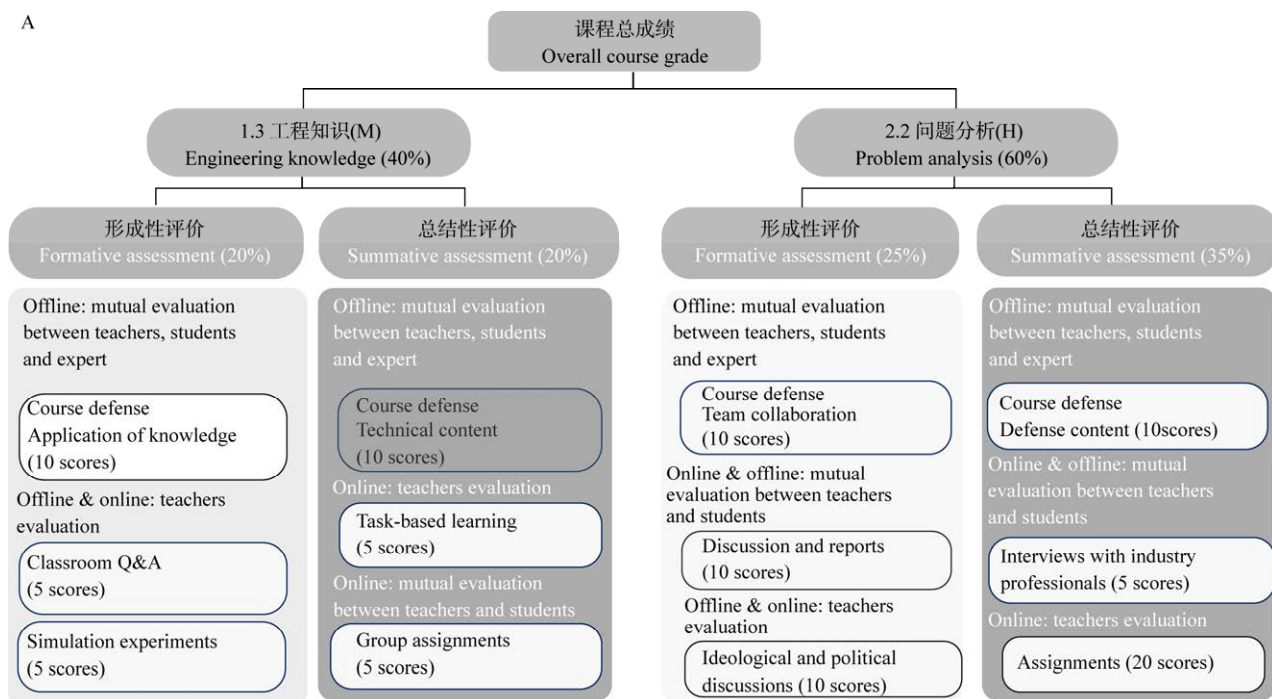 A
课程总成绩
Overall course grade
1.3 工程知识(M)
Engineering knowledge (40%)
2.2 问题分析(H)
Problem analysis (60%)
形成性评价
Formative assessment (20%)
总结性评价
Summative assessment (20%)
形成性评价
Formative assessment (25%)
总结性评价
Summative assessment (35%)
Offline: mutual evaluation
between teachers, students
and expert
Course defense
Application of knowledge
(10 scores)
Offline & online: teachers
evaluation
Classroom Q&A
(5 scores)
Simulation experiments
(5 scores)
Offline: mutual evaluation
between teachers, students
and expert
Course defense
Technical content
(10 scores)
Online: teachers evaluation
Task-based learning
(5 scores)
Online: mutual evaluation
between teachers and students
Group assignments
(5 scores)
Offline: mutual evaluation
between teachers, students
and expert
Course defense
Team collaboration
(10 scores)
Online & offline: mutual
evaluation between teachers
and students
Discussion and reports
(10 scores)
Offline & online: teachers
evaluation
Ideological and political
discussions (10 scores)
Offline: mutual evaluation
between teachers, students
and expert
Course defense
Defense content (10scores)
Online & offline: mutual
evaluation between teachers
and students
Interviews with industry
professionals (5 scores)
Online: teachers evaluation
Assignments (20 scores)